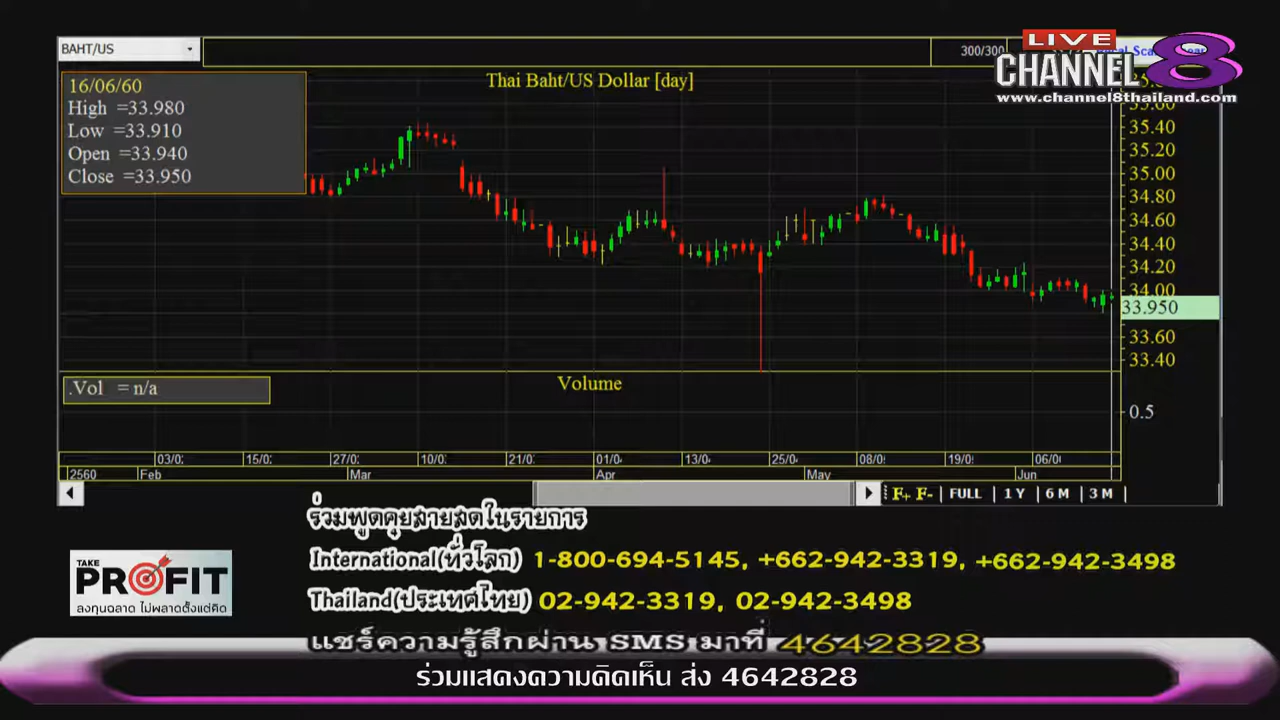 BAHT/US
300/300
LIVE
CHANNEL 8
www.channel8thailand.com
16/06/60
High =33.980
Low =33.910
Open =33.940
Close =33.950
Thai Baht/US Dollar [day]
35.40
35.20
35.00
34.80
34.60
34.40
34.20
34.00
33.950
33.60
33.40
.Vol = n/a
Volume
0.5
03/0 15/0 27/0 10/0 21/0 01/0 13/0 25/0 08/0 19/0 06/0
2560 Feb Mar Apr May Jun
F+ F- FULL 1 Y 6 M 3 M
ร่วมพูดคุยสายสดในรายการ
International(ทั่วโลก) 1-800-694-5145, +662-942-3319, +662-942-3498
TAKE
PROFIT
ลงทุนฉลาด ไม่พลาดตั้งแต่คิด
Thailand(ประเทศไทย) 02-942-3319, 02-942-3498
แชร์ความรู้สึกผ่าน SMS มาที่ 4642828
ร่วมแสดงความคิดเห็น ส่ง 4642828